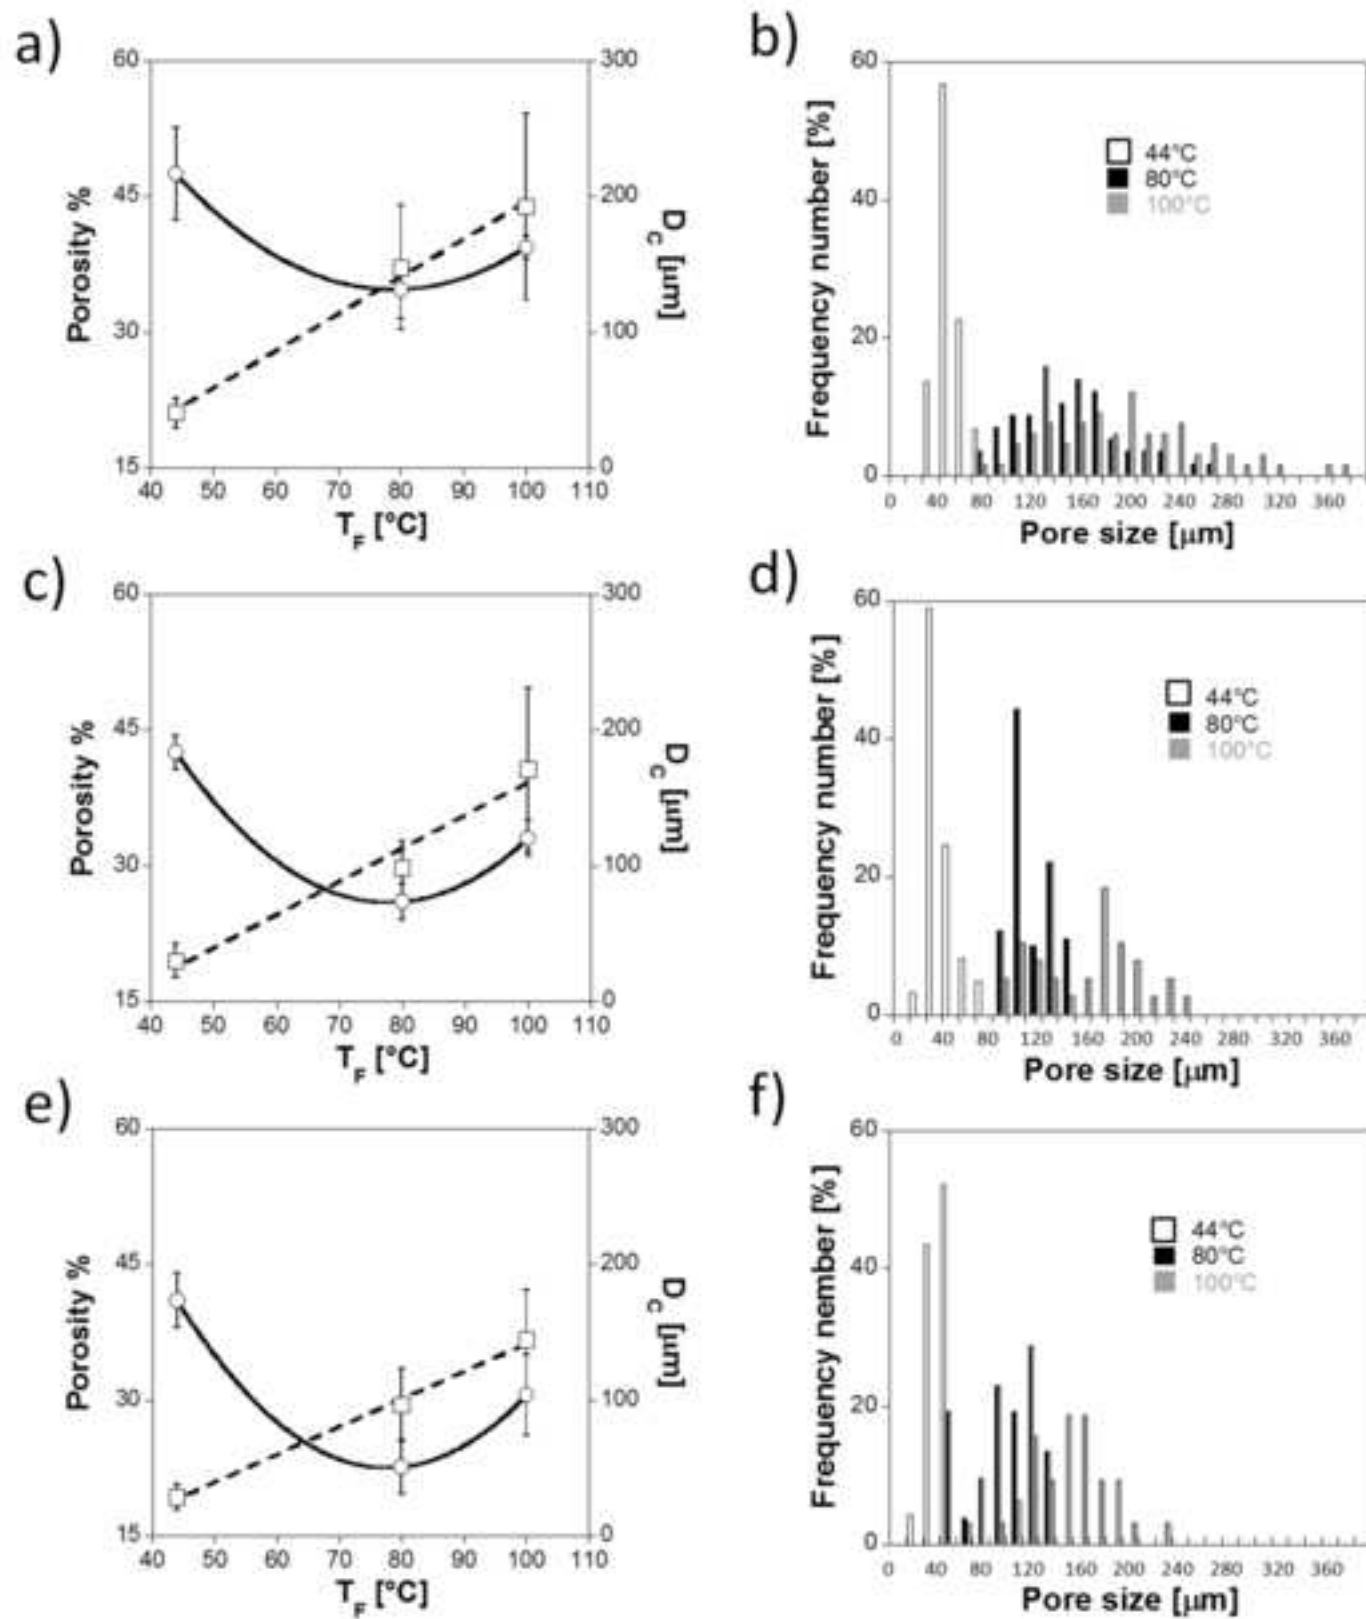 a)
60
45
30
15
Porosity %
300
200
100
0
D_c [µm]
40 50 60 70 80 90 100 110
T_F [°C]
b)
60
40
20
0
Frequency number [%]
44°C
80°C
100°C
0 40 80 120 160 200 240 280 320 360
Pore size [µm]
c)
60
45
30
15
Porosity %
300
200
100
0
D_c [µm]
40 50 60 70 80 90 100 110
T_F [°C]
d)
60
40
20
0
Frequency number [%]
44°C
80°C
100°C
0 40 80 120 160 200 240 280 320 360
Pore size [µm]
e)
60
45
30
15
Porosity %
300
200
100
0
D_c [µm]
40 50 60 70 80 90 100 110
T_F [°C]
f)
60
40
20
0
Frequency nember [%]
44°C
80°C
100°C
0 40 80 120 160 200 240 280 320 360
Pore size [µm]